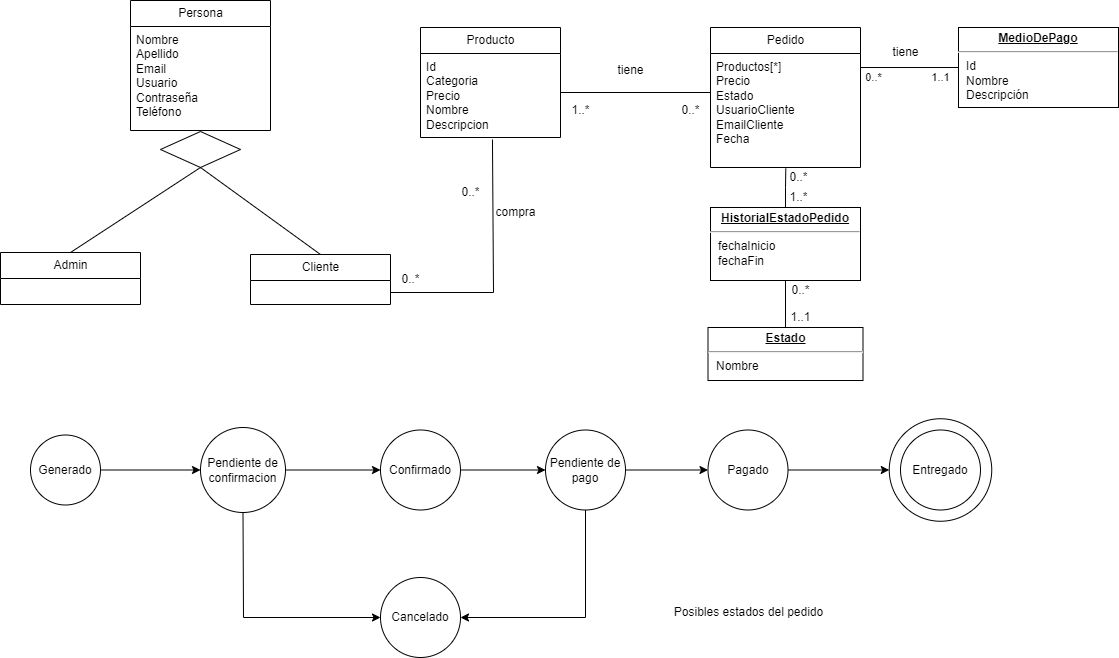 Persona
Nombre
Apellido
Email
Usuario
Contraseña
Teléfono
Producto
Id
Categoria
Precio
Nombre
Descripcion
tiene
1..*
0..*
Pedido
Productos[*]
Precio
Estado
UsuarioCliente
EmailCliente
Fecha
tiene
0..*
1..1
MedioDePago
Id
Nombre
Descripción
0..*
compra
0..*
Admin
Cliente
0..*
1..*
HistorialEstadoPedido
fechaInicio
fechaFin
0..*
1..1
Estado
Nombre
Generado
Pendiente de
confirmacion
Confirmado
Pendiente de
pago
Pagado
Entregado
Cancelado
Posibles estados del pedido